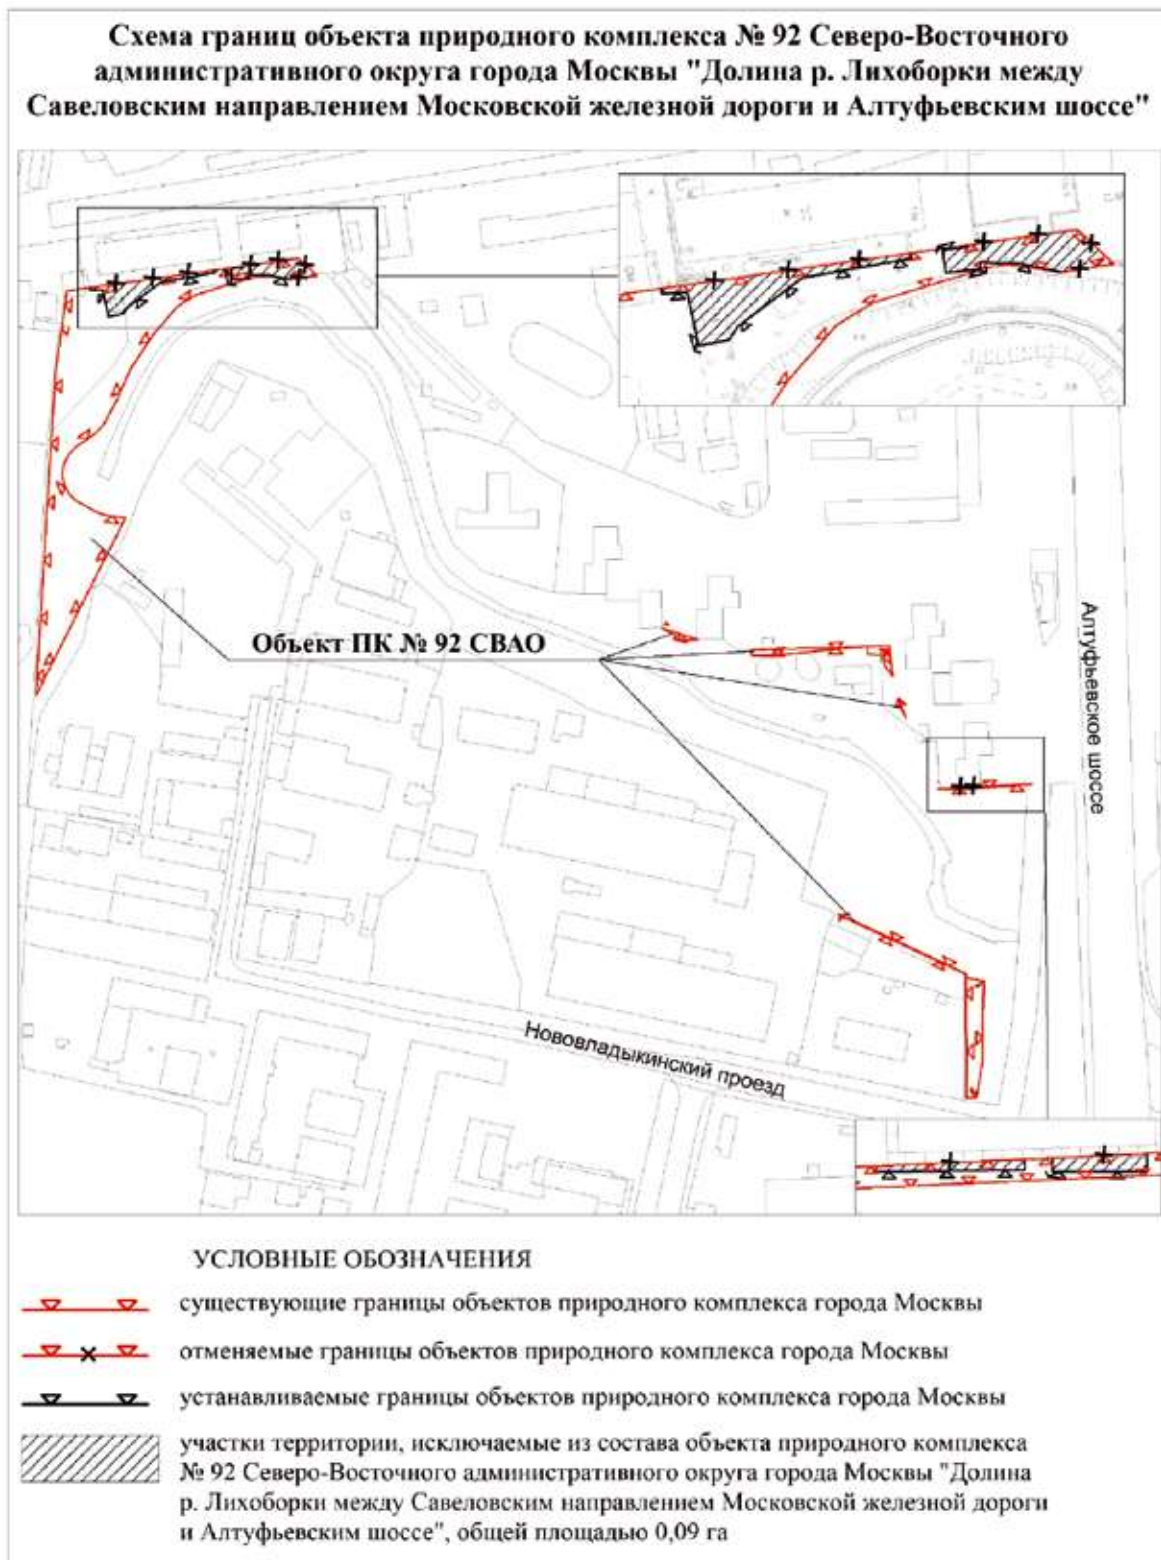 Схема границ объекта природного комплекса № 92 Северо-Восточного
административного округа города Москвы "Долина р. Лихоборки между
Савеловским направлением Московской железной дороги и Алтуфьевским шоссе"
Объект ПК № 92 СВАО
Алтуфьевское шоссе
Нововладыкинский проезд
УСЛОВНЫЕ ОБОЗНАЧЕНИЯ
существующие границы объектов природного комплекса города Москвы
отменяемые границы объектов природного комплекса города Москвы
устанавливаемые границы объектов природного комплекса города Москвы
участки территории, исключаемые из состава объекта природного комплекса
№ 92 Северо-Восточного административного округа города Москвы "Долина
р. Лихоборки между Савеловским направлением Московской железной дороги
и Алтуфьевским шоссе", общей площадью 0,09 га